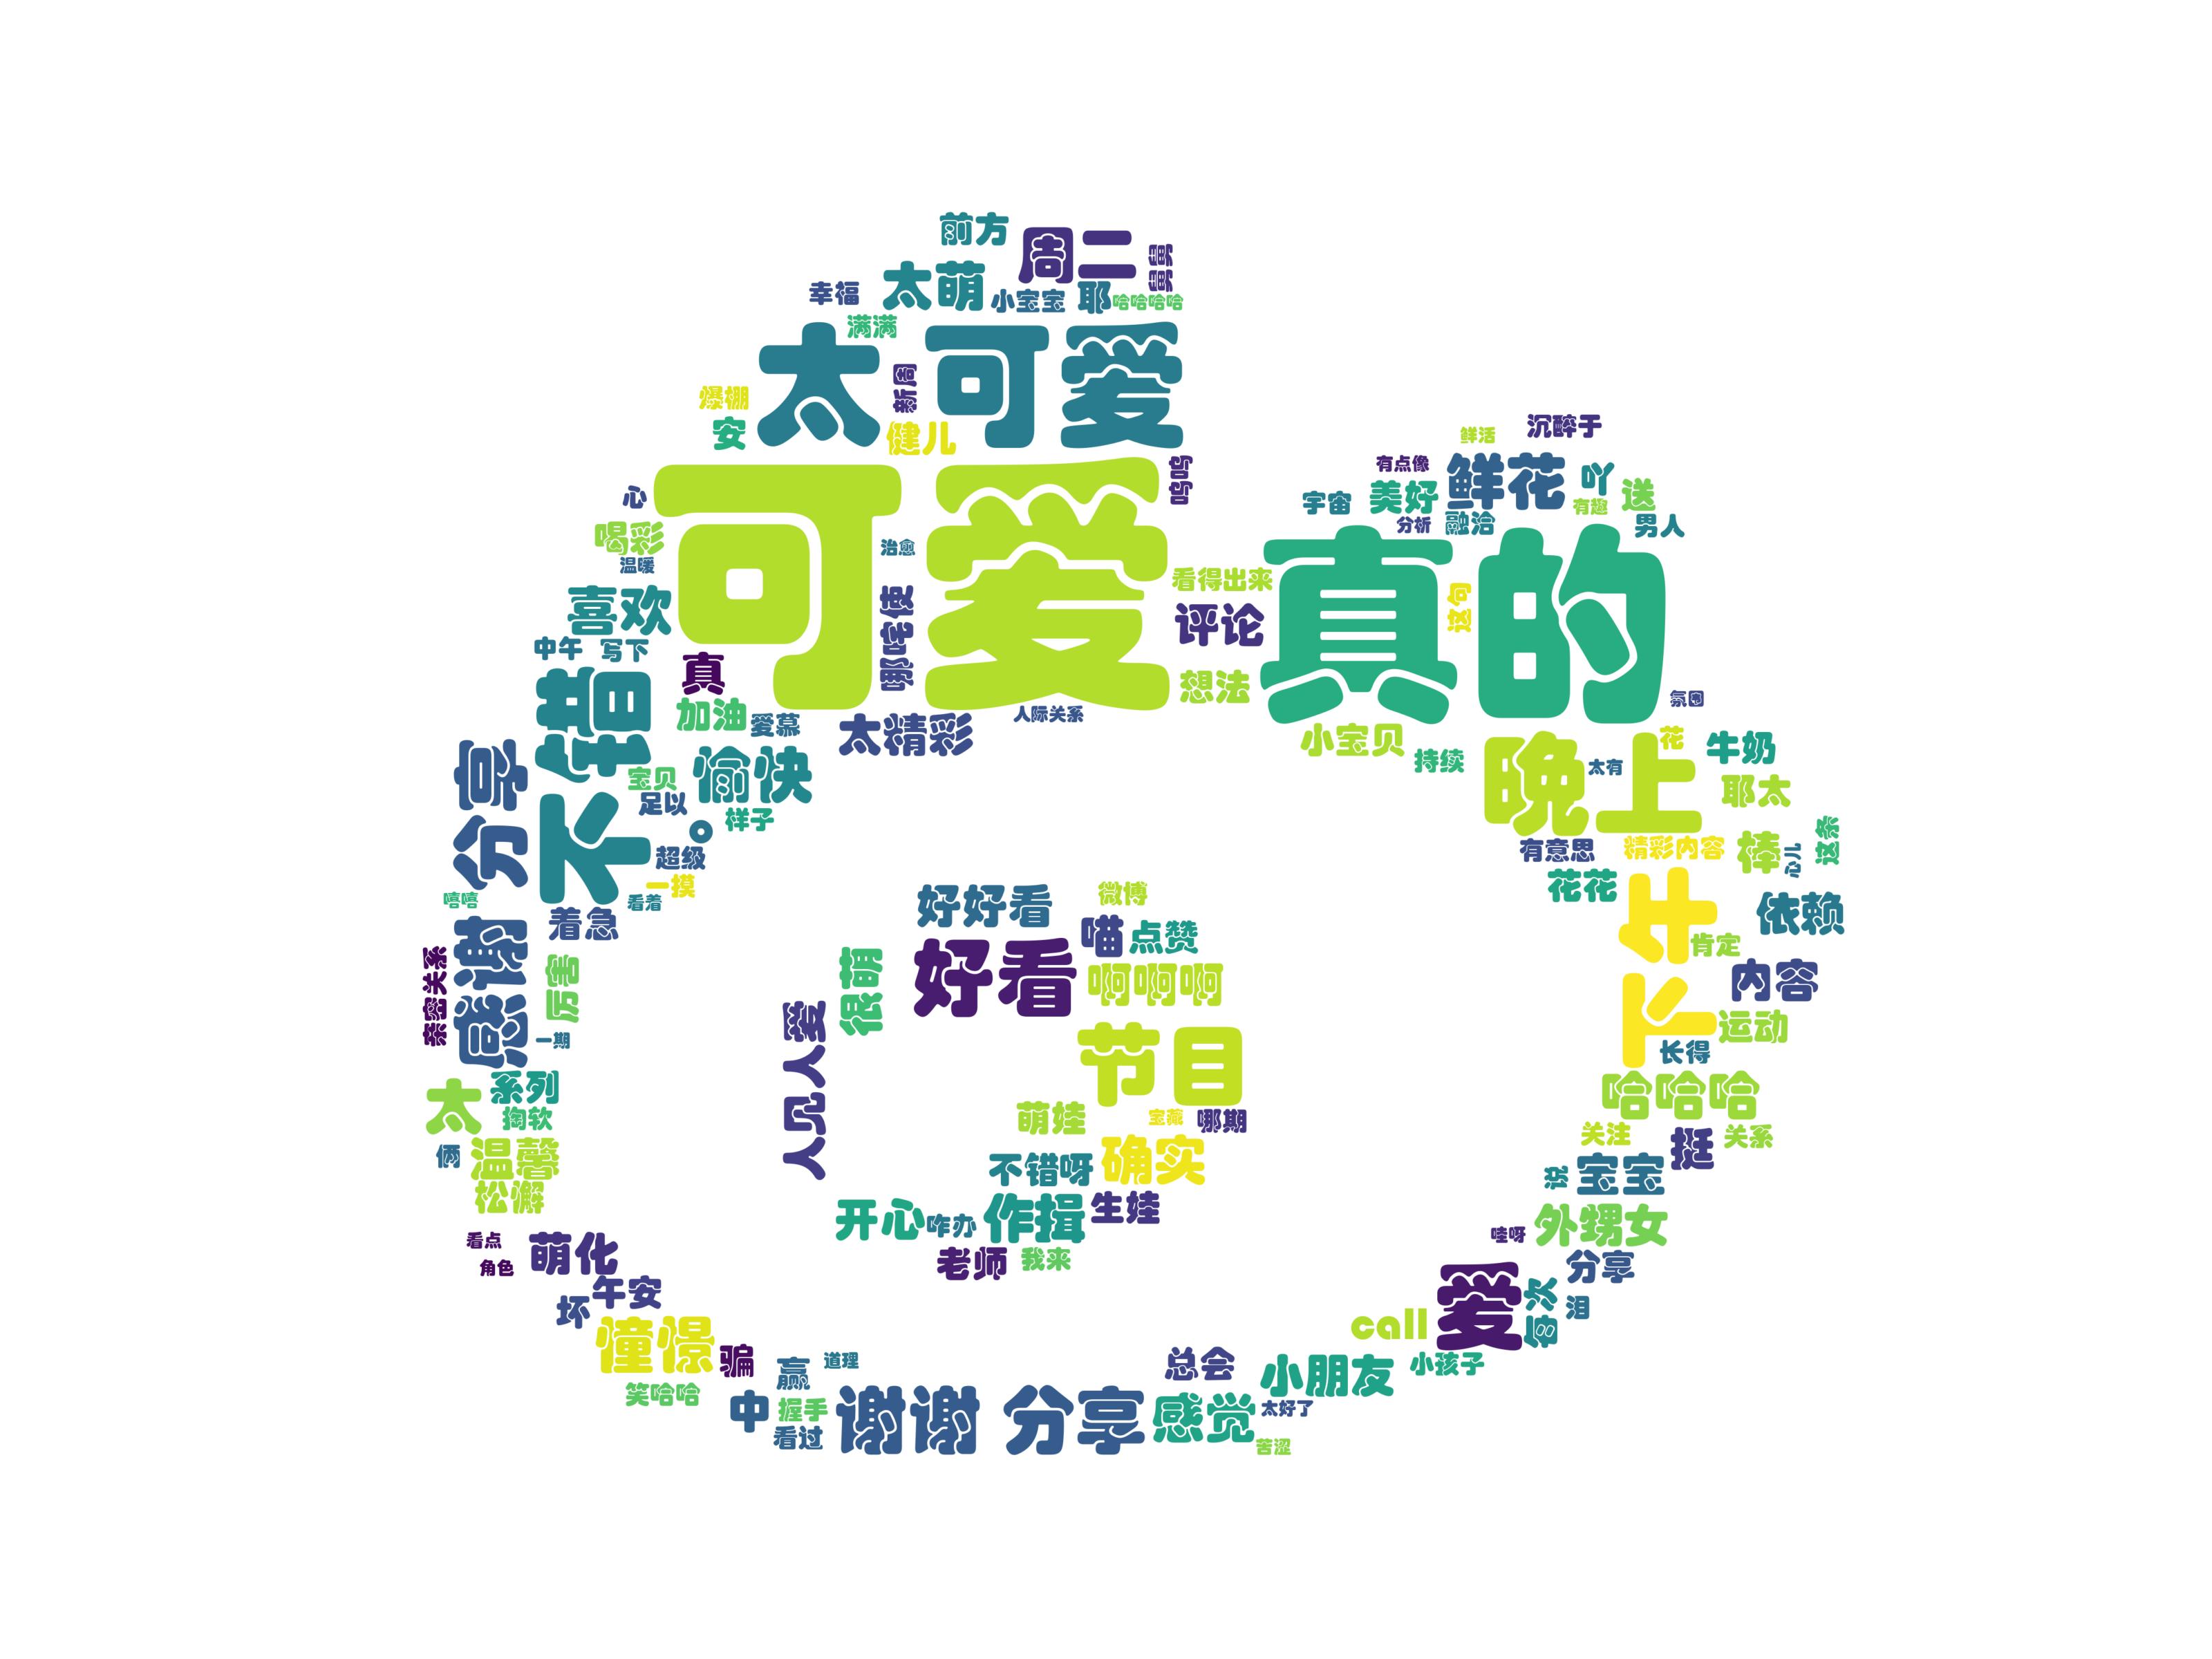 前方
周二
舅舅
幸福
太萌
小宝宝
耶
哈哈哈哈
满满
太可爱
新周
爆棚
安
健儿
可爱
呜呜
心
喝彩
温暖
治愈
喜欢
哪吒使
看得出来
评论
想法
中午
写下
真
加油
爱慕
太精彩
人际关系
沉醉于
鲜活
有点像
鲜花
吖
送
宇宙
美好
有趣
分析
融洽
男人
真的
这句
氛围
小宝贝
持续
晚上
花
牛奶
太有
耶太
不错
分享
宝贝
愉快
足以
样子
。
超级
一摸
嘻嘻
看着
着急
有意思
精彩内容
棒
心儿
这条
花花
下午
依赖
肯定
好好看
微博
喵
点赞
好看
啊啊啊
很萌
人见人爱
节目
萌娃
宝燕
哪期
不错呀
确实
开心
咋办
作揖
生娃
老师
我来
感谢
亲密关系
厉害
一期
内容
运动
长得
太
系列
掏软
俩
温馨
松懈
哈哈哈
关注
挺
关系
说
宝宝
外甥女
哇呀
分享
看点
萌化
角色
午安
坏
憧憬
骗
笑哈哈
赢
道理
中
握手
看过
谢谢 分享
感觉
总会
小朋友
太好了
苦涩
小孩子
call
爱
每次
泪